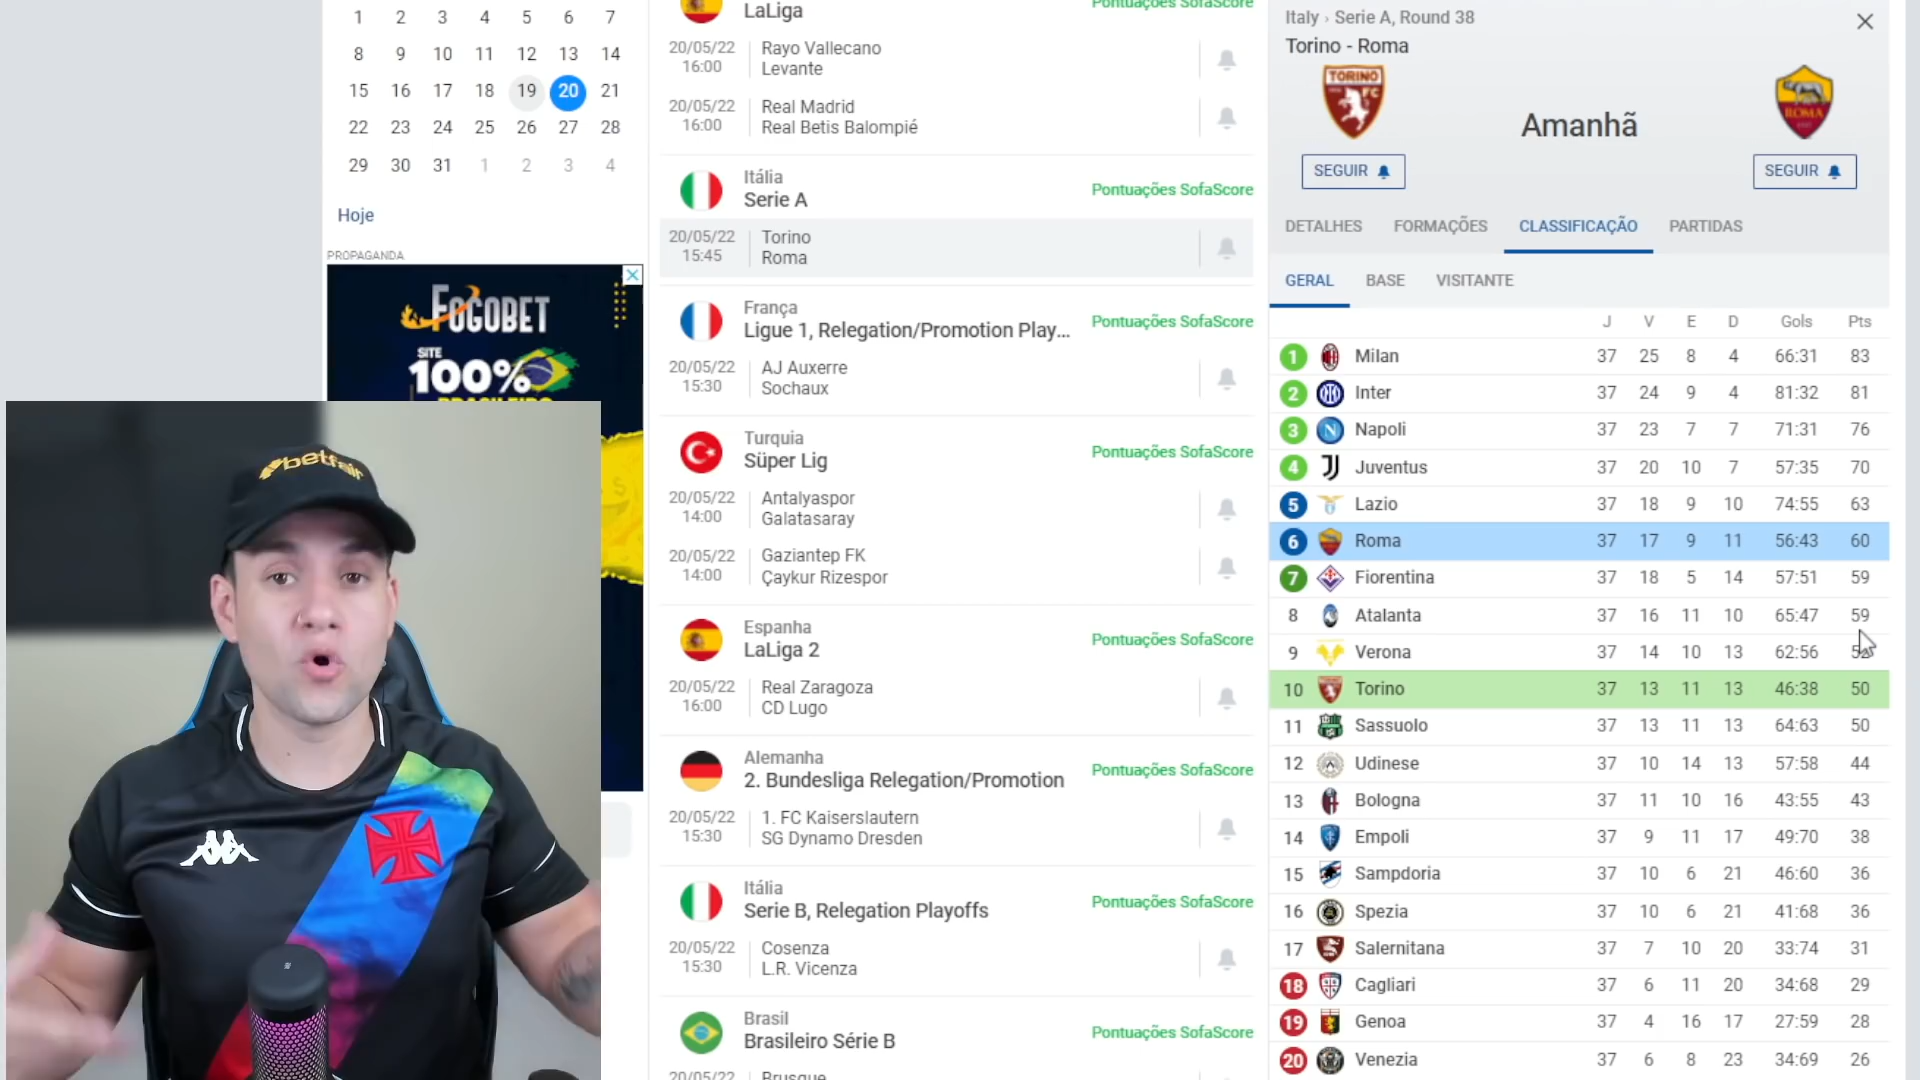 1 2 3 4 5 6 7
8 9 10 11 12 13 14
15 16 17 18 19 20 21
22 23 24 25 26 27 28
29 30 31 1 2 3 4
Hoje
PROPAGANDA
FOGOBET
SITE
100%
betfair
LaLiga
Pontuações SofaScore
20/05/22
16:00
Rayo Vallecano
Levante
20/05/22
16:00
Real Madrid
Real Betis Balompié
Itália
Serie A
Pontuações SofaScore
20/05/22
15:45
Torino
Roma
França
Ligue 1, Relegation/Promotion Play...
Pontuações SofaScore
20/05/22
15:30
AJ Auxerre
Sochaux
Turquia
Süper Lig
Pontuações SofaScore
20/05/22
14:00
Antalyaspor
Galatasaray
20/05/22
14:00
Gaziantep FK
Çaykur Rizespor
Espanha
LaLiga 2
Pontuações SofaScore
20/05/22
16:00
Real Zaragoza
CD Lugo
Alemanha
2. Bundesliga Relegation/Promotion
Pontuações SofaScore
20/05/22
15:30
1. FC Kaiserslautern
SG Dynamo Dresden
Itália
Serie B, Relegation Playoffs
Pontuações SofaScore
20/05/22
15:30
Cosenza
L.R. Vicenza
Brasil
Brasileiro Série B
Pontuações SofaScore
20/05/22
Brusque
Italy › Serie A, Round 38
Torino - Roma
TORINO
FC
Amanhã
ROMA
SEGUIR
SEGUIR
DETALHES FORMAÇÕES CLASSIFICAÇÃO PARTIDAS
GERAL BASE VISITANTE
J V E D Gols Pts
1 Milan 37 25 8 4 66:31 83
2 Inter 37 24 9 4 81:32 81
3 Napoli 37 23 7 7 71:31 76
4 Juventus 37 20 10 7 57:35 70
5 Lazio 37 18 9 10 74:55 63
6 Roma 37 17 9 11 56:43 60
7 Fiorentina 37 18 5 14 57:51 59
8 Atalanta 37 16 11 10 65:47 59
9 Verona 37 14 10 13 62:56
10 Torino 37 13 11 13 46:38 50
11 Sassuolo 37 13 11 13 64:63 50
12 Udinese 37 10 14 13 57:58 44
13 Bologna 37 11 10 16 43:55 43
14 Empoli 37 9 11 17 49:70 38
15 Sampdoria 37 10 6 21 46:60 36
16 Spezia 37 10 6 21 41:68 36
17 Salernitana 37 7 10 20 33:74 31
18 Cagliari 37 6 11 20 34:68 29
19 Genoa 37 4 16 17 27:59 28
20 Venezia 37 6 8 23 34:69 26